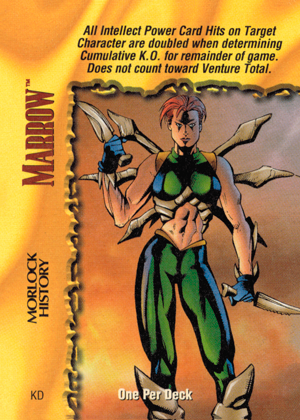 All Intellect Power Card Hits on Target
Character are doubled when determining
Cumulative K.O. for remainder of game.
Does not count toward Venture Total.
MARROW™
MORLOCK
HISTORY
KD
One Per Deck